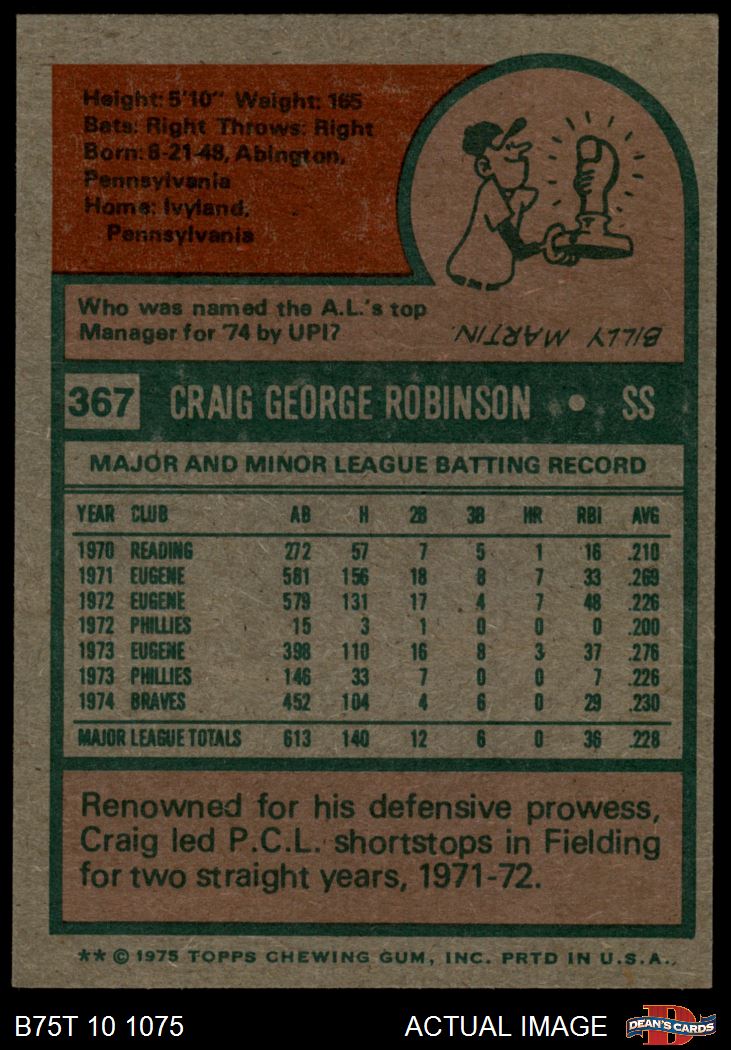 Height: 5'10" Weight: 165
Bats: Right Throws: Right
Born: 8-21-48, Abington,
Pennsylvania
Home: Ivyland,
Pennsylvania
Who was named the A.L.'s top
Manager for '74 by UPI?
BILLY MARTIN.
367 CRAIG GEORGE ROBINSON • SS
MAJOR AND MINOR LEAGUE BATTING RECORD
YEAR CLUB AB H 2B 3B HR RBI AVG
1970 READING 272 57 7 5 1 16 .210
1971 EUGENE 581 156 18 8 7 33 .269
1972 EUGENE 579 131 17 4 7 48 .226
1972 PHILLIES 15 3 1 0 0 0 .200
1973 EUGENE 398 110 16 8 3 37 .276
1973 PHILLIES 146 33 7 0 0 7 .226
1974 BRAVES 452 104 4 6 0 29 .230
MAJOR LEAGUE TOTALS 613 140 12 6 0 36 .228
Renowned for his defensive prowess,
Craig led P.C.L. shortstops in Fielding
for two straight years, 1971-72.
** © 1975 TOPPS CHEWING GUM, INC. PRTD IN U.S.A.
B75T 10 1075 ACTUAL IMAGE D DEAN'S CARDS